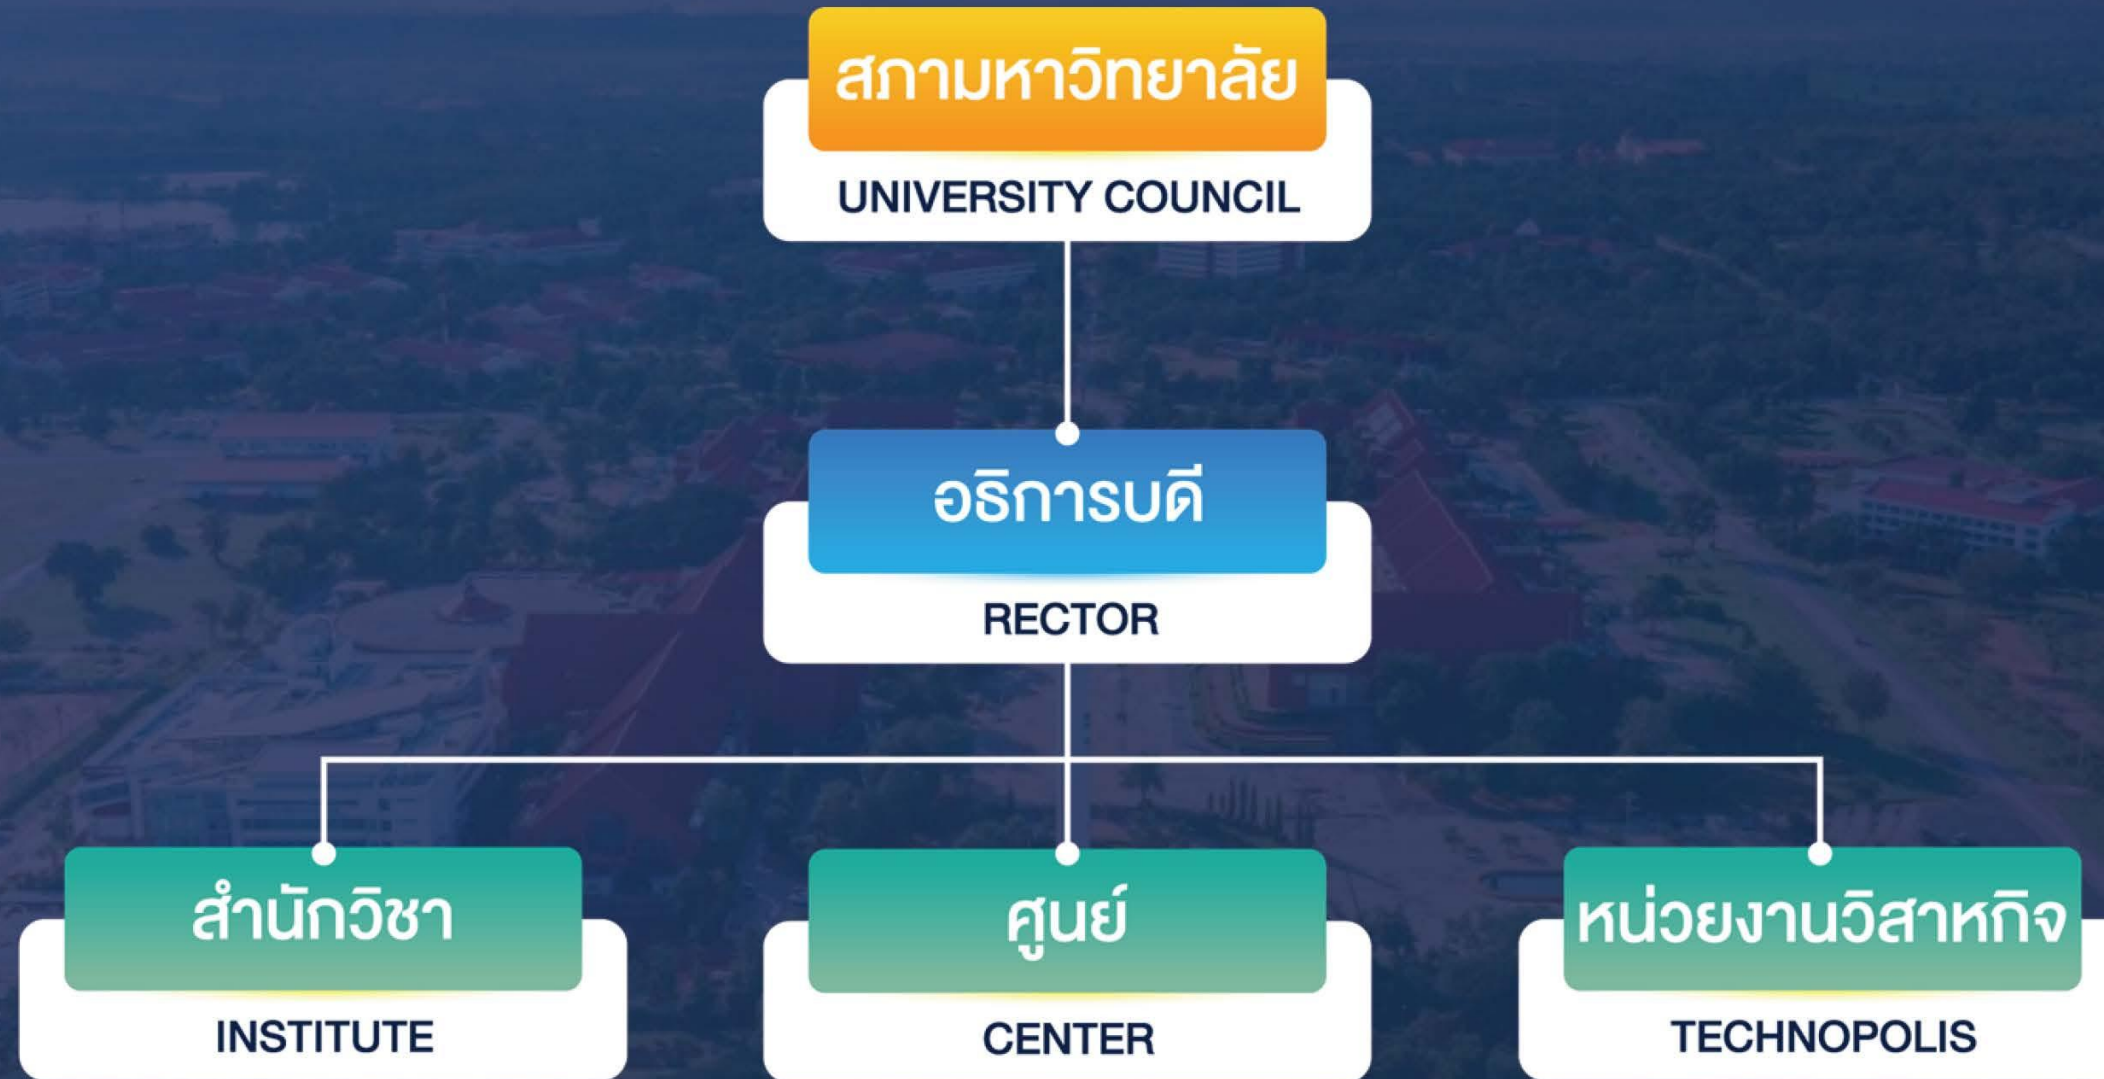 สภามหาวิทยาลัย
UNIVERSITY COUNCIL
อธิการบดี
RECTOR
สำนักวิชา
INSTITUTE
ศูนย์
CENTER
หน่วยงานวิสาหกิจ
TECHNOPOLIS